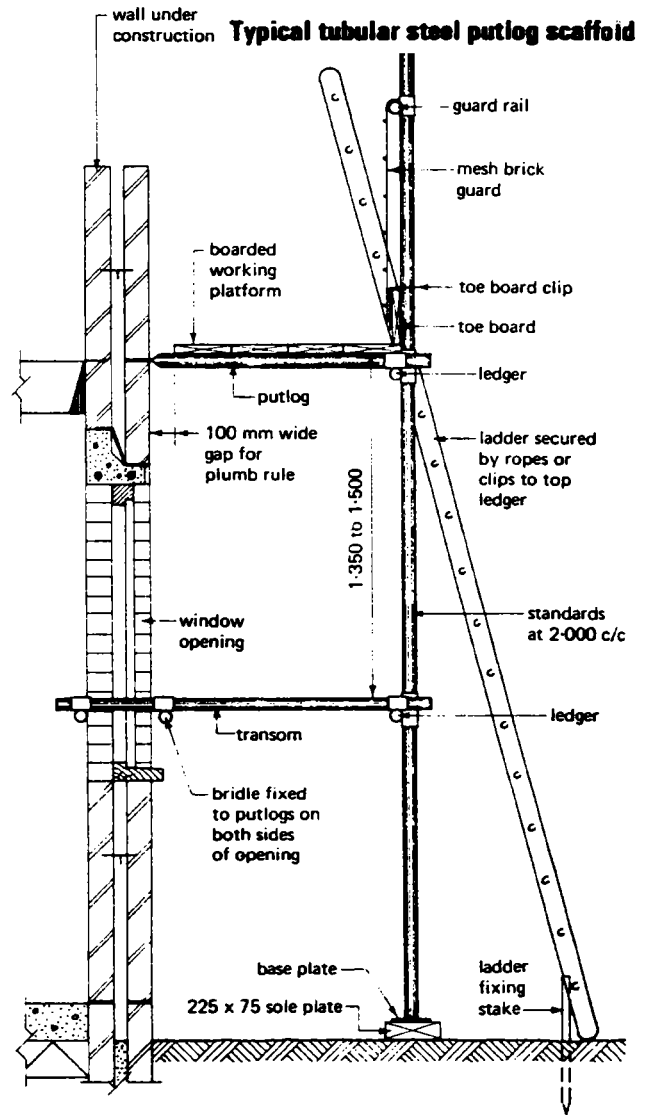 wall under
construction
Typical tubular steel putlog scaffold
guard rail
mesh brick
guard
boarded
working
platform
toe board clip
toe board
ledger
putlog
100 mm wide
gap for
plumb rule
ladder secured
by ropes or
clips to top
ledger
1·350 to 1·500
window
opening
standards
at 2·000 c/c
transom
ledger
bridle fixed
to putlogs on
both sides
of opening
base plate
225 x 75 sole plate
ladder
fixing
stake